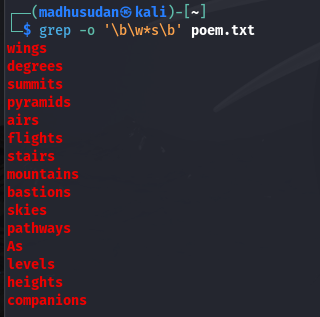 ┌──(madhusudan㉿kali)-[~]
└─$ grep -o '\b\w*s\b' poem.txt
wings
degrees
summits
pyramids
airs
flights
stairs
mountains
bastions
skies
pathways
As
levels
heights
companions